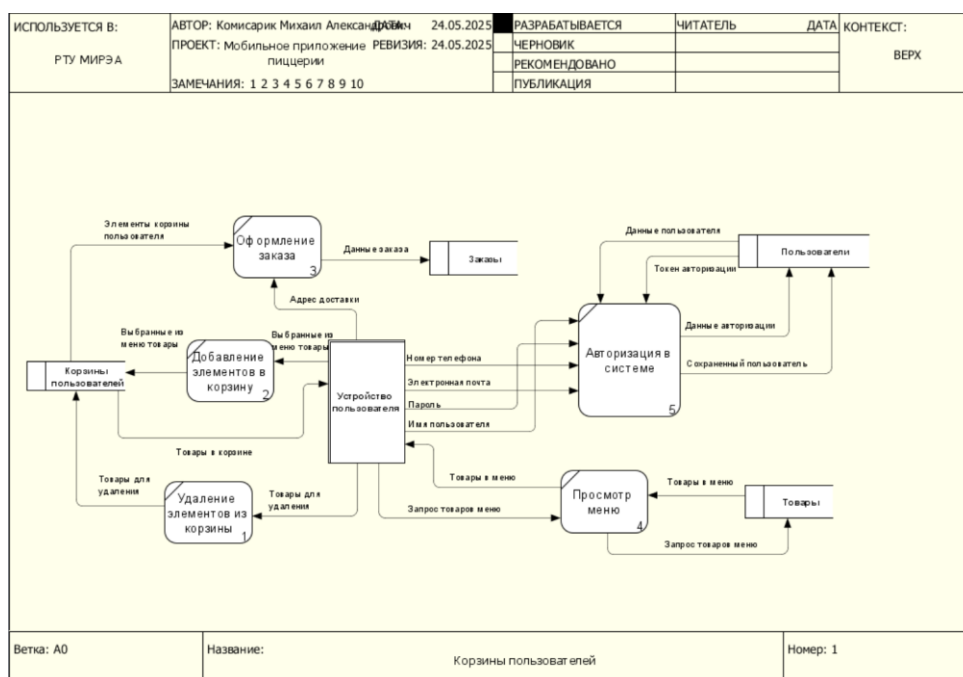 ИСПОЛЬЗУЕТСЯ В:
РТУ МИРЭА
АВТОР: Комисарик Михаил Александрович
ДАТА: 24.05.2025
ПРОЕКТ: Мобильное приложение
пиццерии
РЕВИЗИЯ: 24.05.2025
ЗАМЕЧАНИЯ: 1 2 3 4 5 6 7 8 9 10
РАЗРАБАТЫВАЕТСЯ
ЧЕРНОВИК
РЕКОМЕНДОВАНО
ПУБЛИКАЦИЯ
ЧИТАТЕЛЬ
ДАТА
КОНТЕКСТ:
ВЕРХ
Элементы корзины
пользователя
Оформление
заказа
3
Данные заказа
Заказы
Адрес доставки
Данные пользователя
Пользователи
Токен авторизации
Выбранные из
меню товары
Добавление
элементов в
корзину
2
Выбранные из
меню товары
Корзины
пользователей
Устройство
пользователя
Номер телефона
Электронная почта
Пароль
Имя пользователя
Авторизация в
системе
5
Данные авторизации
Сохраненный пользователь
Товары в корзине
Товары для
удаления
Удаление
элементов из
корзины
1
Товары для
удаления
Товары в меню
Запрос товаров меню
Просмотр
меню
4
Товары в меню
Товары
Запрос товаров меню
Ветка: A0
Название:
Корзины пользователей
Номер: 1